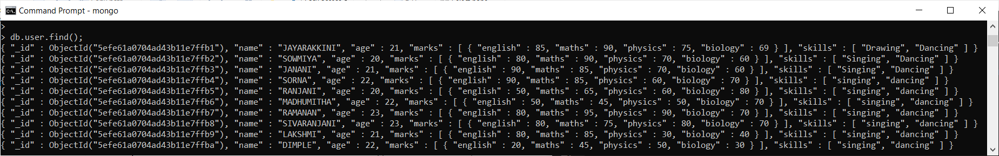 Command Prompt - mongo
>
> db.user.find();
{ "_id" : ObjectId("5efe61a0704ad43b11e7ffb1"), "name" : "JAYARAKKINI", "age" : 21, "marks" : [ { "english" : 85, "maths" : 90, "physics" : 75, "biology" : 69 } ], "skills" : [ "Drawing", "Dancing" ] }
{ "_id" : ObjectId("5efe61a0704ad43b11e7ffb2"), "name" : "SOWMIYA", "age" : 20, "marks" : [ { "english" : 80, "maths" : 90, "physics" : 70, "biology" : 60 } ], "skills" : [ "Singing", "Dancing" ] }
{ "_id" : ObjectId("5efe61a0704ad43b11e7ffb3"), "name" : "JANANI", "age" : 21, "marks" : [ { "english" : 90, "maths" : 85, "physics" : 70, "biology" : 60 } ], "skills" : [ "Singing", "Dancing" ] }
{ "_id" : ObjectId("5efe61a0704ad43b11e7ffb4"), "name" : "SORNA", "age" : 22, "marks" : [ { "english" : 90, "maths" : 85, "physics" : 60, "biology" : 70 } ], "skills" : [ "singing", "dancing" ] }
{ "_id" : ObjectId("5efe61a0704ad43b11e7ffb5"), "name" : "RANJANI", "age" : 20, "marks" : [ { "english" : 50, "maths" : 65, "physics" : 60, "biology" : 80 } ], "skills" : [ "singing", "dancing" ] }
{ "_id" : ObjectId("5efe61a0704ad43b11e7ffb6"), "name" : "MADHUMITHA", "age" : 22, "marks" : [ { "english" : 50, "maths" : 45, "physics" : 50, "biology" : 70 } ], "skills" : [ "singing", "dancing" ] }
{ "_id" : ObjectId("5efe61a0704ad43b11e7ffb7"), "name" : "RAMANAN", "age" : 23, "marks" : [ { "english" : 80, "maths" : 95, "physics" : 90, "biology" : 70 } ], "skills" : [ "singing", "dancing" ] }
{ "_id" : ObjectId("5efe61a0704ad43b11e7ffb8"), "name" : "SIVARANJANI", "age" : 23, "marks" : [ { "english" : 80, "maths" : 75, "physics" : 80, "biology" : 70 } ], "skills" : [ "singing", "dancing" ] }
{ "_id" : ObjectId("5efe61a0704ad43b11e7ffb9"), "name" : "LAKSHMI", "age" : 21, "marks" : [ { "english" : 80, "maths" : 85, "physics" : 30, "biology" : 40 } ], "skills" : [ "singing", "dancing" ] }
{ "_id" : ObjectId("5efe61a0704ad43b11e7ffba"), "name" : "DIMPLE", "age" : 22, "marks" : [ { "english" : 20, "maths" : 45, "physics" : 50, "biology" : 30 } ], "skills" : [ "singing", "dancing" ] }